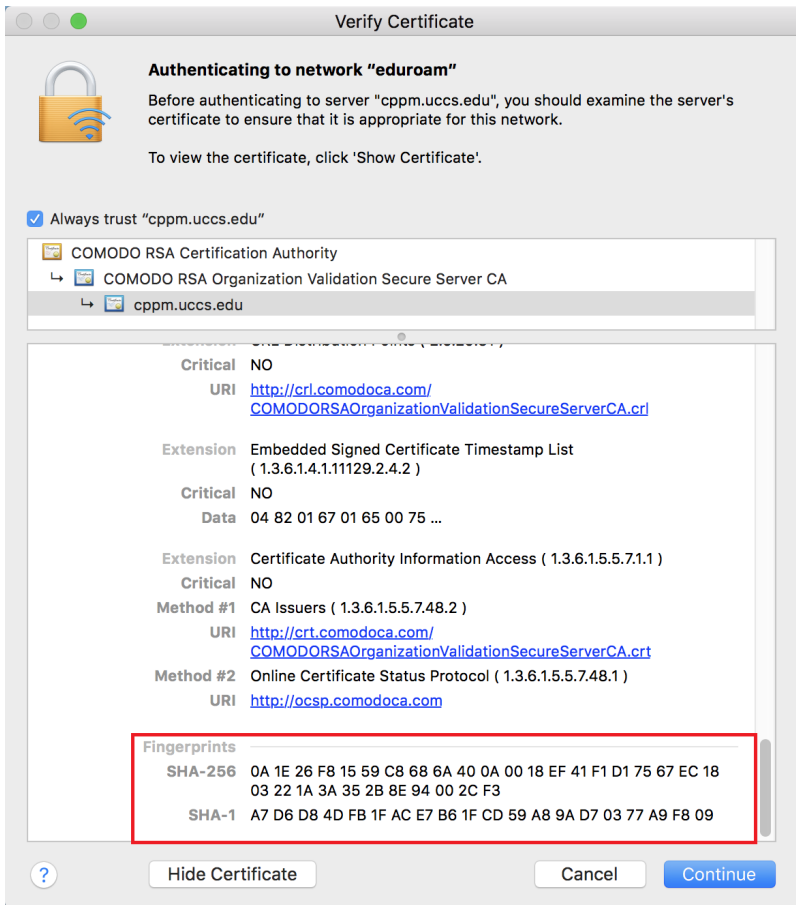 Verify Certificate
Authenticating to network “eduroam”
Before authenticating to server "cppm.uccs.edu", you should examine the server's
certificate to ensure that it is appropriate for this network.
To view the certificate, click 'Show Certificate'.
Always trust “cppm.uccs.edu”
COMODO RSA Certification Authority
COMODO RSA Organization Validation Secure Server CA
cppm.uccs.edu
Critical NO
URI http://crl.comodoca.com/
COMODORSAOrganizationValidationSecureServerCA.crl
Extension Embedded Signed Certificate Timestamp List
( 1.3.6.1.4.1.11129.2.4.2 )
Critical NO
Data 04 82 01 67 01 65 00 75 ...
Extension Certificate Authority Information Access ( 1.3.6.1.5.5.7.1.1 )
Critical NO
Method #1 CA Issuers ( 1.3.6.1.5.5.7.48.2 )
URI http://crt.comodoca.com/
COMODORSAOrganizationValidationSecureServerCA.crt
Method #2 Online Certificate Status Protocol ( 1.3.6.1.5.5.7.48.1 )
URI http://ocsp.comodoca.com
Fingerprints
SHA-256 0A 1E 26 F8 15 59 C8 68 6A 40 0A 00 18 EF 41 F1 D1 75 67 EC 18
03 22 1A 3A 35 2B 8E 94 00 2C F3
SHA-1 A7 D6 D8 4D FB 1F AC E7 B6 1F CD 59 A8 9A D7 03 77 A9 F8 09
? Hide Certificate Cancel Continue